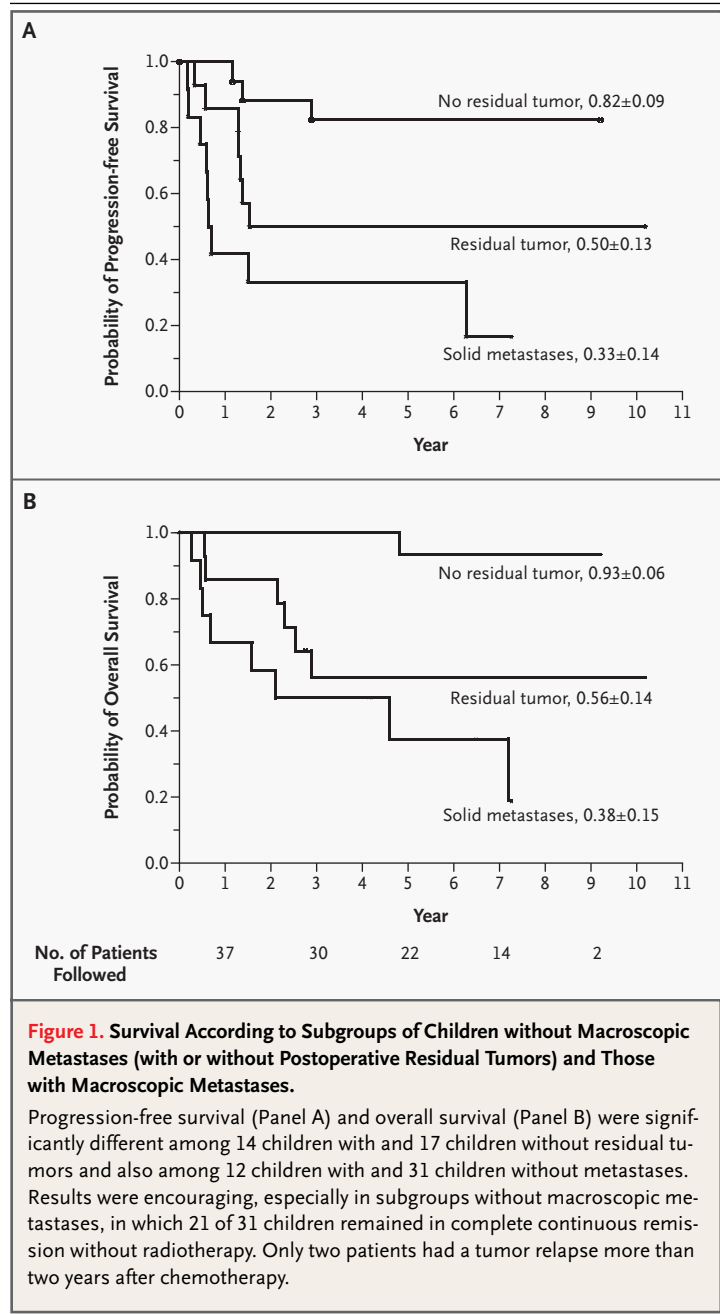 A
Probability of Progression-free Survival
1.0
0.8
0.6
0.4
0.2
0.0
No residual tumor, 0.82±0.09
Residual tumor, 0.50±0.13
Solid metastases, 0.33±0.14
0 1 2 3 4 5 6 7 8 9 10 11
Year
B
Probability of Overall Survival
1.0
0.8
0.6
0.4
0.2
0.0
No residual tumor, 0.93±0.06
Residual tumor, 0.56±0.14
Solid metastases, 0.38±0.15
0 1 2 3 4 5 6 7 8 9 10 11
Year
No. of Patients 37 30 22 14 2
Followed
Figure 1. Survival According to Subgroups of Children without Macroscopic
Metastases (with or without Postoperative Residual Tumors) and Those
with Macroscopic Metastases.
Progression-free survival (Panel A) and overall survival (Panel B) were signif-
icantly different among 14 children with and 17 children without residual tu-
mors and also among 12 children with and 31 children without metastases.
Results were encouraging, especially in subgroups without macroscopic me-
tastases, in which 21 of 31 children remained in complete continuous remis-
sion without radiotherapy. Only two patients had a tumor relapse more than
two years after chemotherapy.